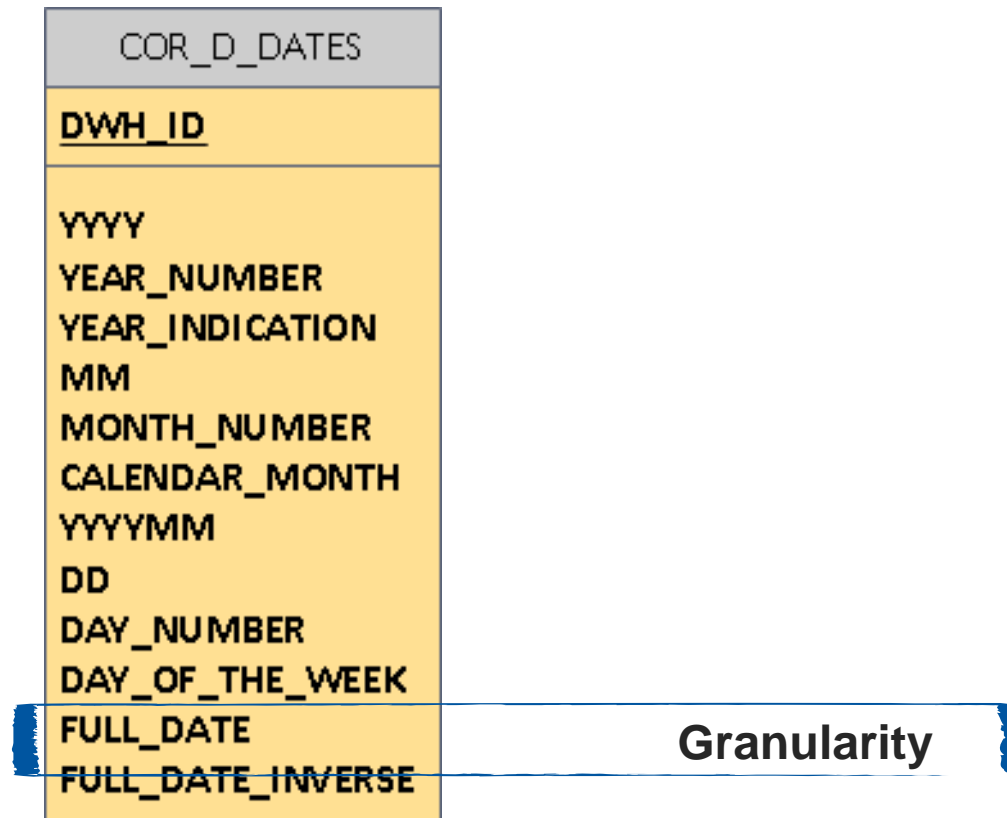 COR_D_DATES
DWH_ID
YYYY
YEAR_NUMBER
YEAR_INDICATION
MM
MONTH_NUMBER
CALENDAR_MONTH
YYYYMM
DD
DAY_NUMBER
DAY_OF_THE_WEEK
FULL_DATE
Granularity
FULL_DATE_INVERSE